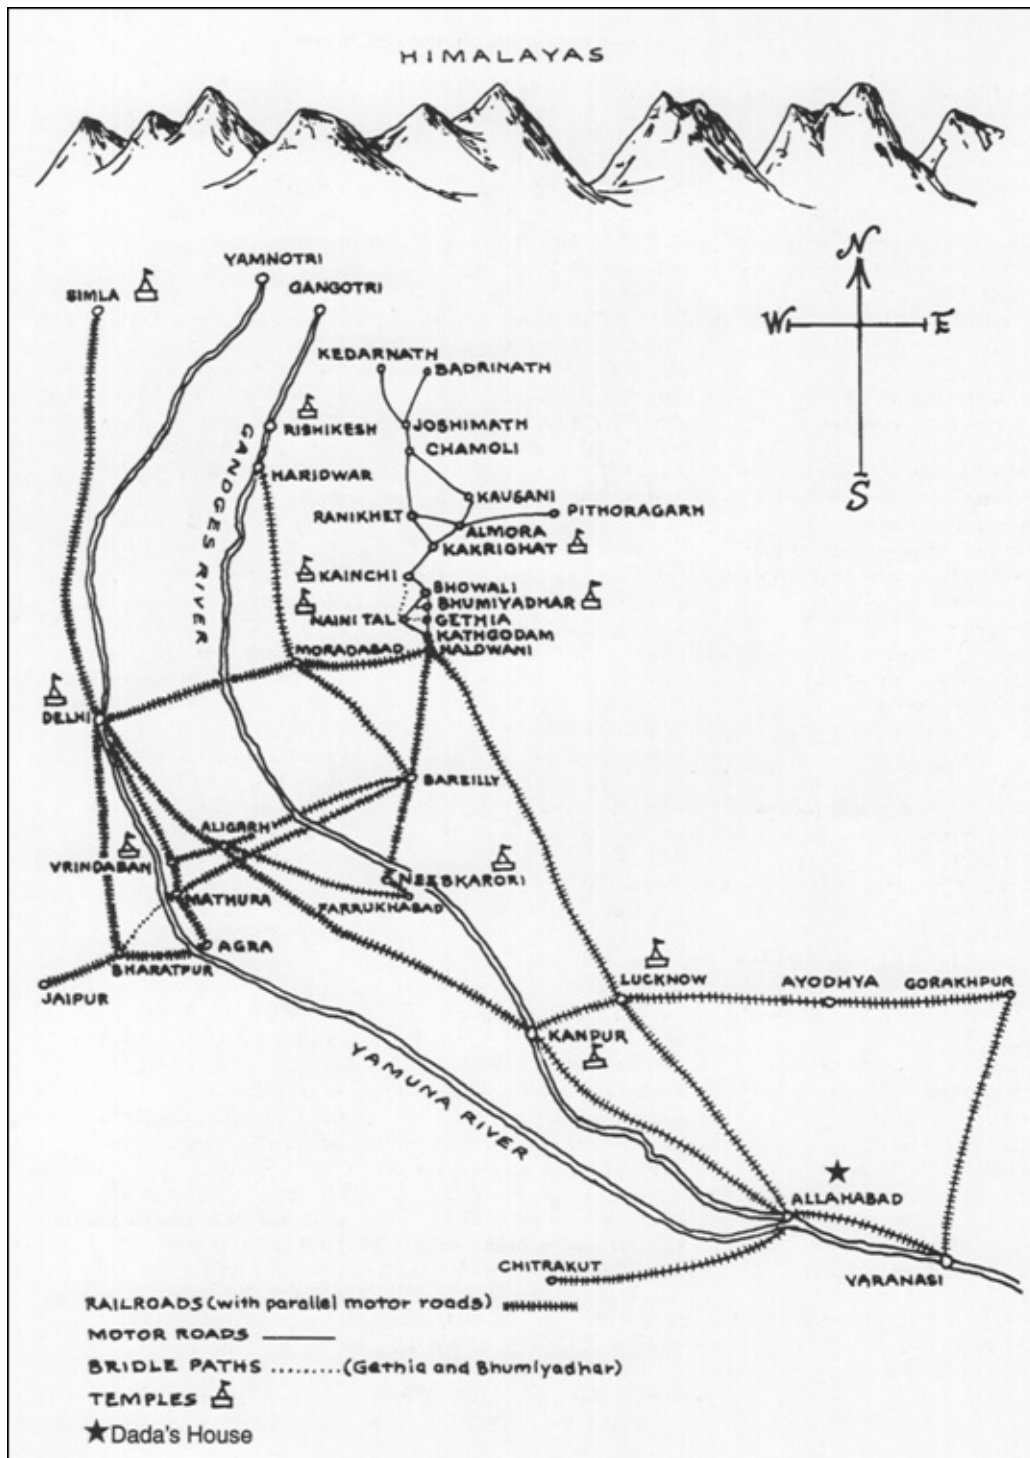 HIMALAYAS
N
W E
S
YAMNOTRI
SIMLA
GANGOTRI
KEDARNATH
BADRINATH
RISHIKESH
JOSHIMATH
CHAMOLI
HARIDWAR
KAUGANI
RANIKHET
PITHORAGARH
ALMORA
KAKRIGHAT
GANDGES RIVER
KAINCHI
BHOWALI
BHUMIYADHAR
NAINI TAL
GETHIA
KATHGODAM
MORADABAD
HALDWANI
DELHI
BAREILLY
ALIGARH
VRINDABAN
NEEBKARORI
MATHURA
FARRUKHABAD
AGRA
BHARATPUR
JAIPUR
LUCKNOW
AYODHYA
GORAKHPUR
KANPUR
YAMUNA RIVER
ALLAHABAD
CHITRAKUT
VARANASI
RAILROADS (with parallel motor roads)
MOTOR ROADS
BRIDLE PATHS .........(Gethia and Bhumiyadhar)
TEMPLES
★Dada's House